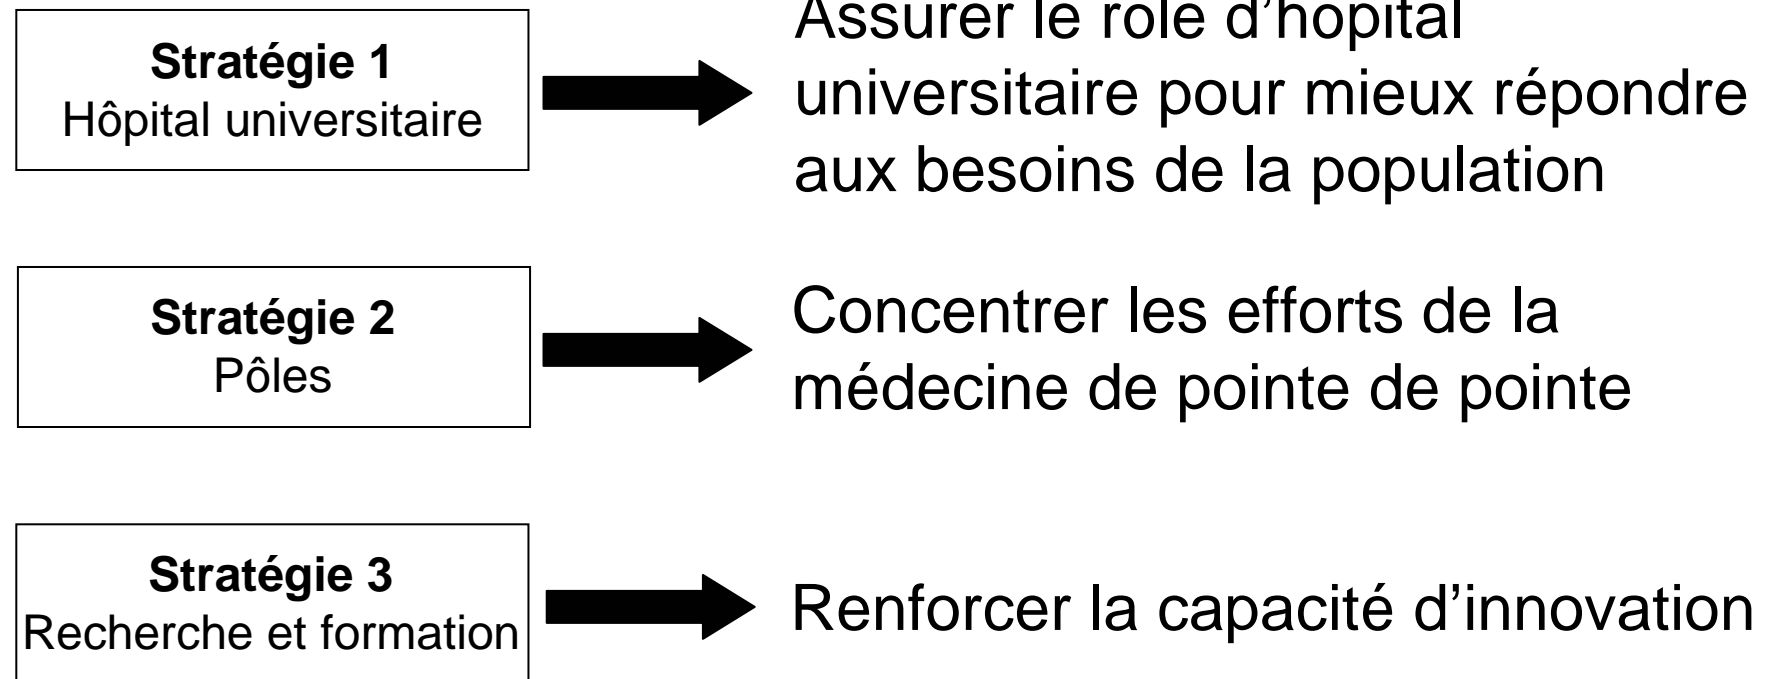 Stratégie 1
Hôpital universitaire
Assurer le rôle d’hôpital
universitaire pour mieux répondre
aux besoins de la population
Stratégie 2
Pôles
Concentrer les efforts de la
médecine de pointe de pointe
Stratégie 3
Recherche et formation
Renforcer la capacité d’innovation